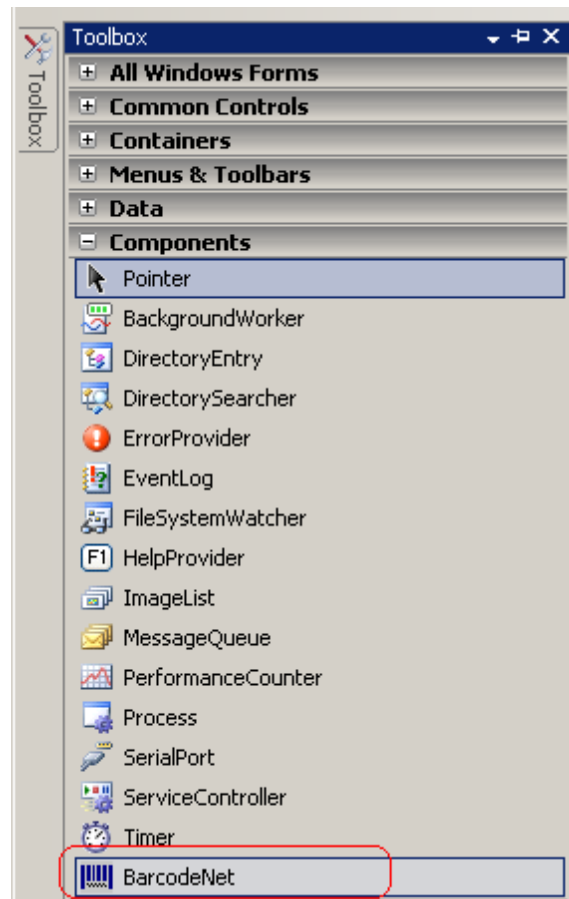 Toolbox
Toolbox
All Windows Forms
Common Controls
Containers
Menus & Toolbars
Data
Components
Pointer
BackgroundWorker
DirectoryEntry
DirectorySearcher
ErrorProvider
EventLog
FileSystemWatcher
F1 HelpProvider
ImageList
MessageQueue
PerformanceCounter
Process
SerialPort
ServiceController
Timer
BarcodeNet